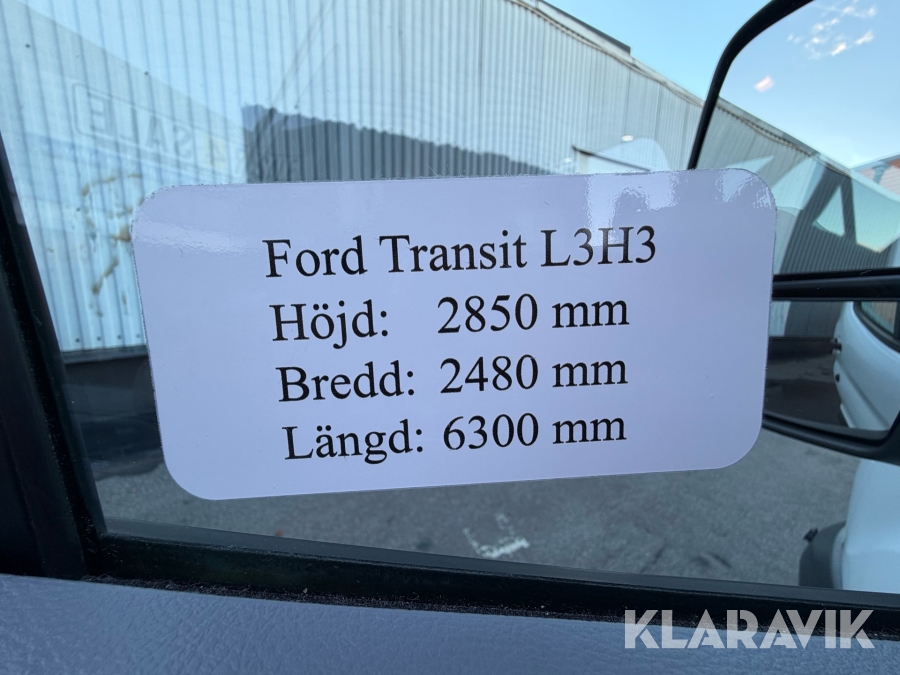 Ford Transit L3H3
Höjd: 2850 mm
Bredd: 2480 mm
Längd: 6300 mm
KLARAVIK